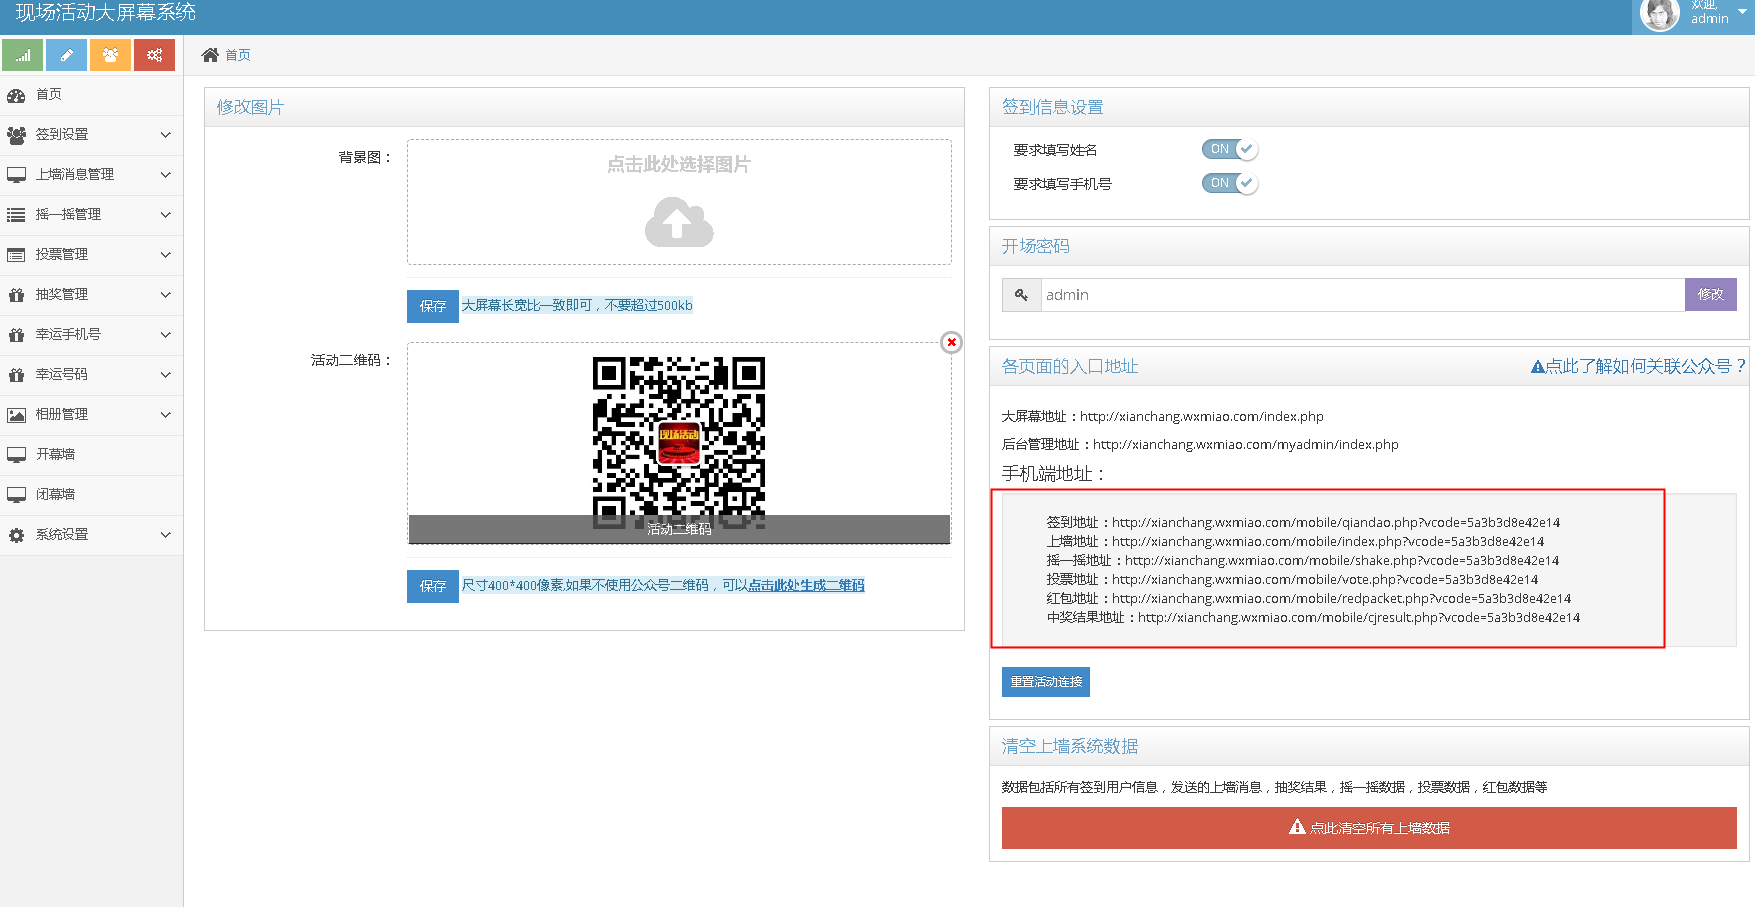 现场活动大屏幕系统
欢迎,
admin
首页
首页
签到设置
上墙消息管理
摇一摇管理
投票管理
抽奖管理
幸运手机号
幸运号码
相册管理
开幕墙
闭幕墙
系统设置
修改图片
背景图：
点击此处选择图片
保存 大屏幕长宽比一致即可，不要超过500kb
活动二维码：
现场活动
活动二维码
保存 尺寸400*400像素,如果不使用公众号二维码，可以点击此处生成二维码
签到信息设置
要求填写姓名 ON
要求填写手机号 ON
开场密码
admin 修改
各页面的入口地址 点此了解如何关联公众号？
大屏幕地址：http://xianchang.wxmiao.com/index.php
后台管理地址：http://xianchang.wxmiao.com/myadmin/index.php
手机端地址：
签到地址：http://xianchang.wxmiao.com/mobile/qiandao.php?vcode=5a3b3d8e42e14
上墙地址：http://xianchang.wxmiao.com/mobile/index.php?vcode=5a3b3d8e42e14
摇一摇地址：http://xianchang.wxmiao.com/mobile/shake.php?vcode=5a3b3d8e42e14
投票地址：http://xianchang.wxmiao.com/mobile/vote.php?vcode=5a3b3d8e42e14
红包地址：http://xianchang.wxmiao.com/mobile/redpacket.php?vcode=5a3b3d8e42e14
中奖结果地址：http://xianchang.wxmiao.com/mobile/cjresult.php?vcode=5a3b3d8e42e14
重置活动连接
清空上墙系统数据
数据包括所有签到用户信息，发送的上墙消息，抽奖结果，摇一摇数据，投票数据，红包数据等
点此清空所有上墙数据